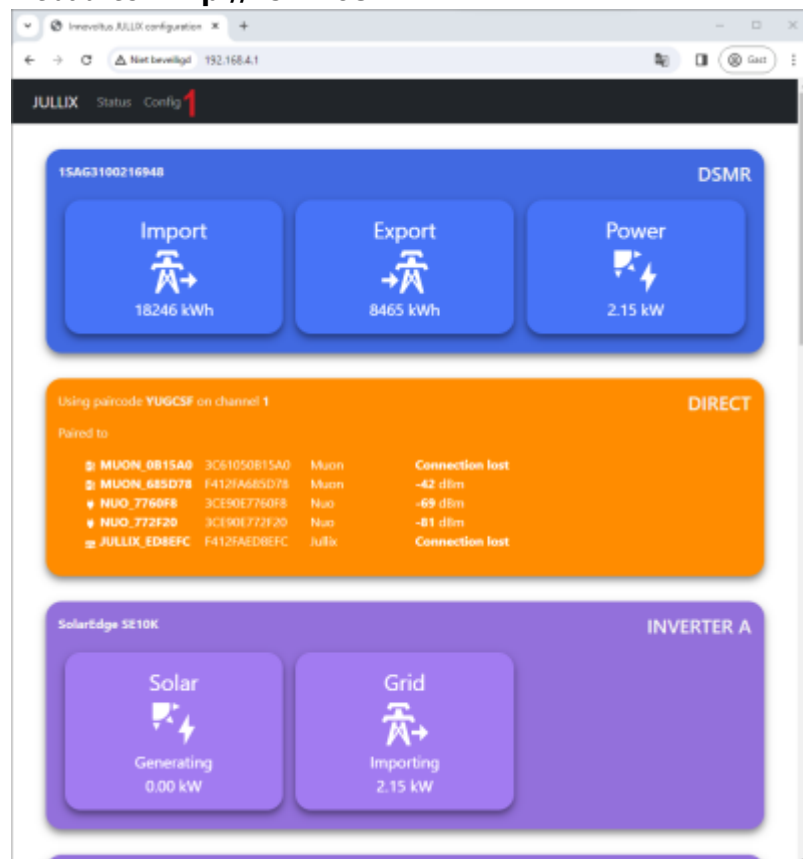 Innovoltus JULLIX configuration
Niet beveiligd 192.168.4.1
Gast
JULLIX Status Config 1
1SAG3100216948
DSMR
Import
Export
Power
18246 kWh
8465 kWh
2.15 kW
Using paircode YUGCSF on channel 1
DIRECT
Paired to
MUON_0B15A0 3C61050B15A0 Muon Connection lost
MUON_685D78 F412FA685D78 Muon -42 dBm
NUO_7760F8 3CE90E7760F8 Nuo -69 dBm
NUO_772F20 3CE90E772F20 Nuo -81 dBm
JULLIX_ED8EFC F412FAED8EFC Jullix Connection lost
SolarEdge SE10K
INVERTER A
Solar
Grid
Generating
Importing
0.00 kW
2.15 kW